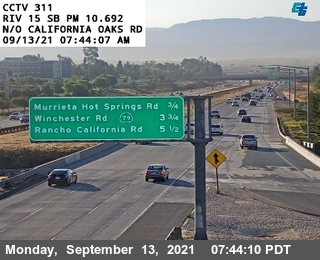 CCTV 311
RIV 15 SB PM 10.692
N/O CALIFORNIA OAKS RD
09/13/21 07:44:07 AM
Murrieta Hot Springs Rd 3/4
Winchester Rd 79 3 3/4
Rancho California Rd 5 1/2
Monday, September 13, 2021 07:44:10 PDT